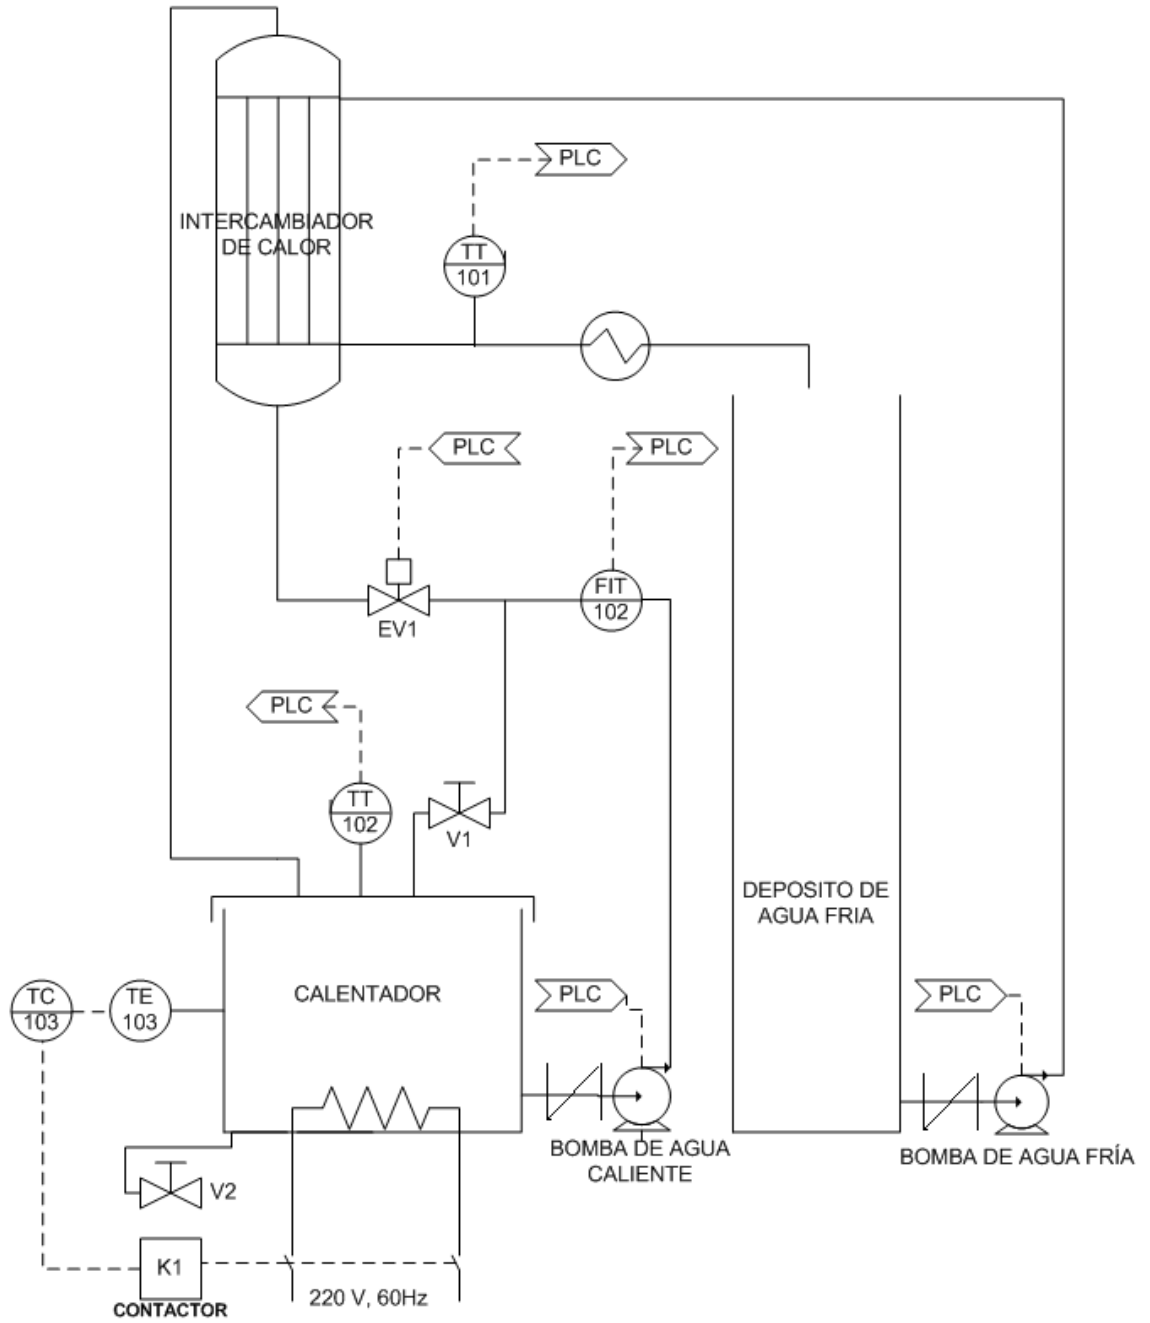 PLC
INTERCAMBIADOR
DE CALOR
TT
101
PLC
PLC
FIT
102
EV1
PLC
TT
102
V1
DEPOSITO DE
AGUA FRIA
TC
103
TE
103
CALENTADOR
PLC
PLC
BOMBA DE AGUA
CALIENTE
BOMBA DE AGUA FRÍA
V2
K1
CONTACTOR
220 V, 60Hz